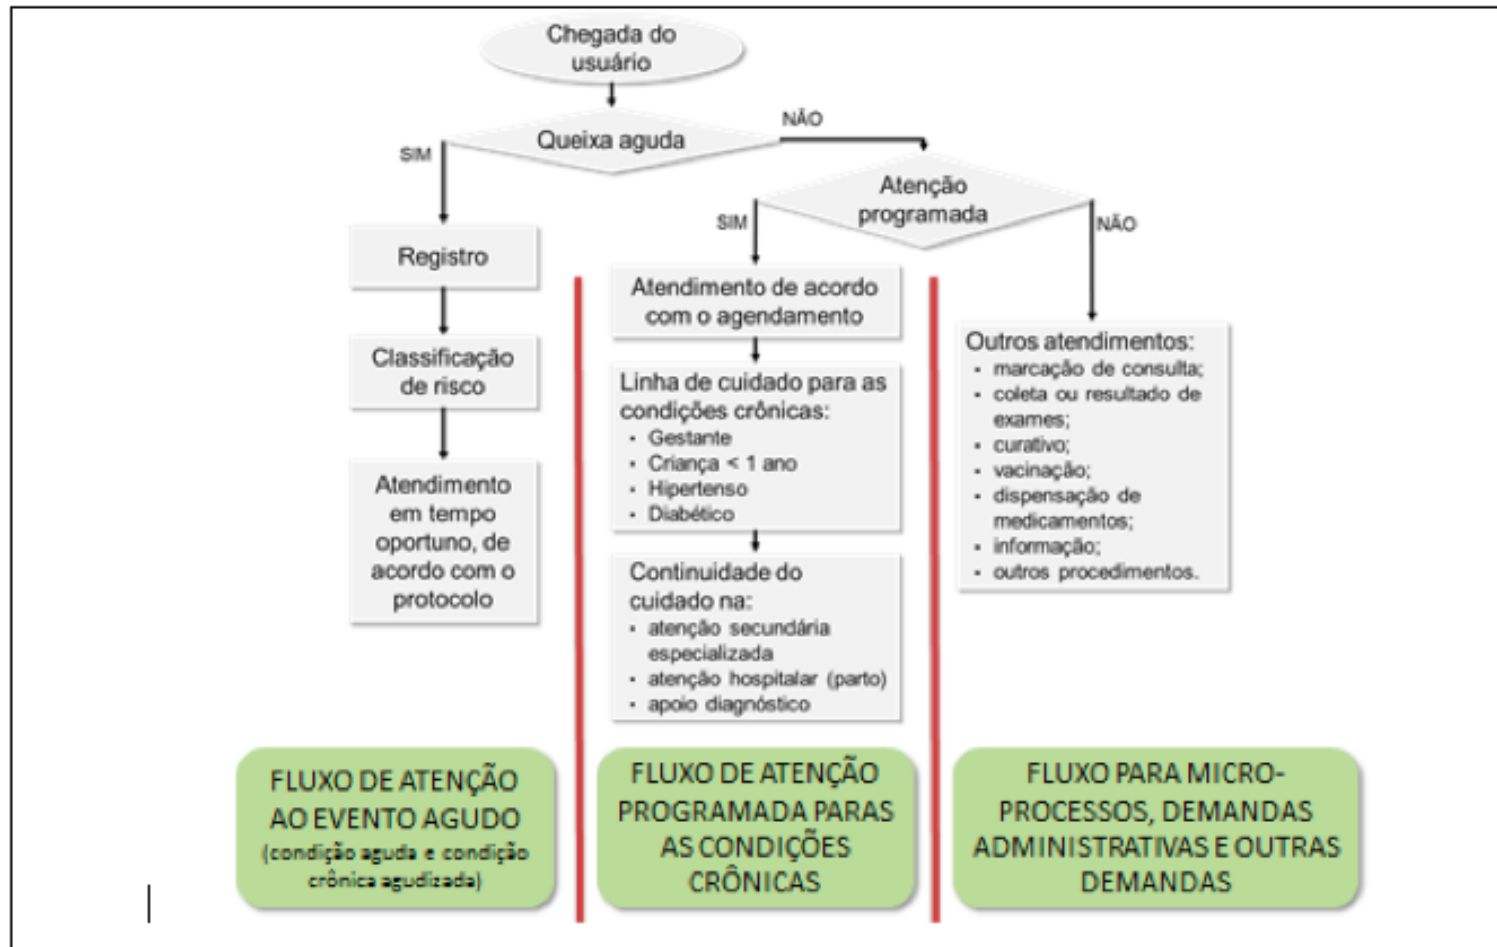 Chegada do
usuário
Queixa aguda
NÃO
SIM
Atenção
programada
SIM
NÃO
Registro
Classificação
de risco
Atendimento
em tempo
oportuno, de
acordo com o
protocolo
Atendimento de acordo
com o agendamento
Linha de cuidado para as
condições crônicas:
▪ Gestante
▪ Criança < 1 ano
▪ Hipertenso
▪ Diabético
Continuidade do
cuidado na:
▪ atenção secundária
especializada
▪ atenção hospitalar (parto)
▪ apoio diagnóstico
Outros atendimentos:
▪ marcação de consulta;
▪ coleta ou resultado de
exames;
▪ curativo;
▪ vacinação;
▪ dispensação de
medicamentos;
▪ informação;
▪ outros procedimentos.
FLUXO DE ATENÇÃO
AO EVENTO AGUDO
(condição aguda e condição
crônica agudizada)
FLUXO DE ATENÇÃO
PROGRAMADA PARAS
AS CONDIÇÕES
CRÔNICAS
FLUXO PARA MICRO-
PROCESSOS, DEMANDAS
ADMINISTRATIVAS E OUTRAS
DEMANDAS